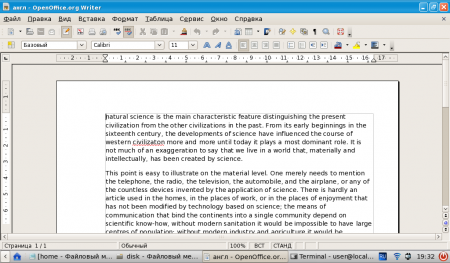 англ - OpenOffice.org Writer
Файл Правка Вид Вставка Формат Таблица Сервис Окно Справка
Базовый Calibri 11
natural science is the main characteristic feature distinguishing the present
civilization from the other civilizations in the past. From its early beginnings in the
sixteenth century, the developments of science have influenced the course of
western civilizaton more and more until today it plays a most dominant role. It is
not much of an exaggeration to say that we live in a world that, materially and
intellectually, has been created by science.
This point is easy to illustrate on the material level. One merely needs to mention
the telephone, the radio, the television, the automobile, and the airplane, or any of
the countless devices invented by the application of science. There is hardly an
article used in the homes, in the places of work, or in the places of enjoyment that
has not been modified by technology based on science; the means of
communication that bind the continents into a single community depend on
scientific know-how, without modern sanitation it would be impossible to have large
centres of population; without modern industry and agriculture it would be
Страница 1 / 1 Обычный 100% ВСТ СТАНД
[home - Файловый м disk - Файловый ме англ - OpenOffice.or Terminal - user@local 19:32